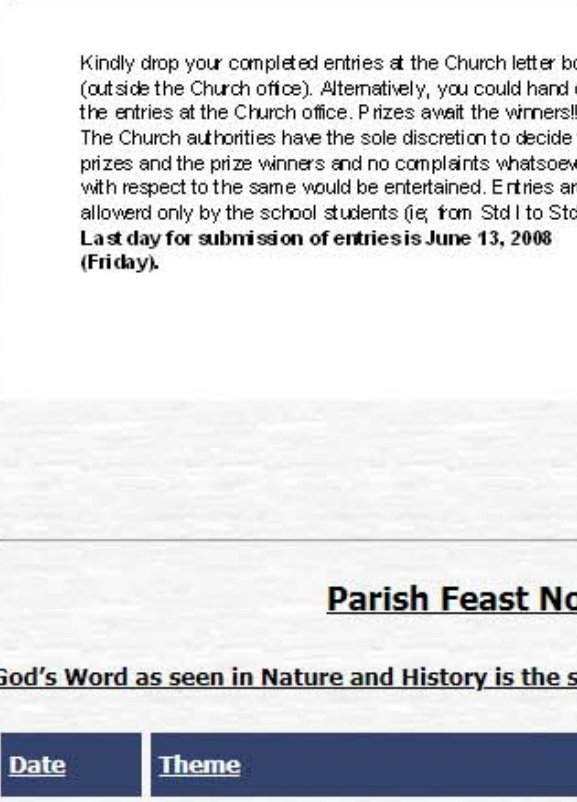 Kindly drop your completed entries at the Church letter bo
(outside the Church office). Alternatively, you could hand
the entries at the Church office. Prizes await the winners!!
The Church authorities have the sole discretion to decide
prizes and the prize winners and no complaints whatsoev
with respect to the same would be entertained. Entries ar
allowerd only by the school students (ie; from Std I to Std
Last day for submission of entries is June 13, 2008
(Friday).
Parish Feast No
God's Word as seen in Nature and History is the s
Date Theme